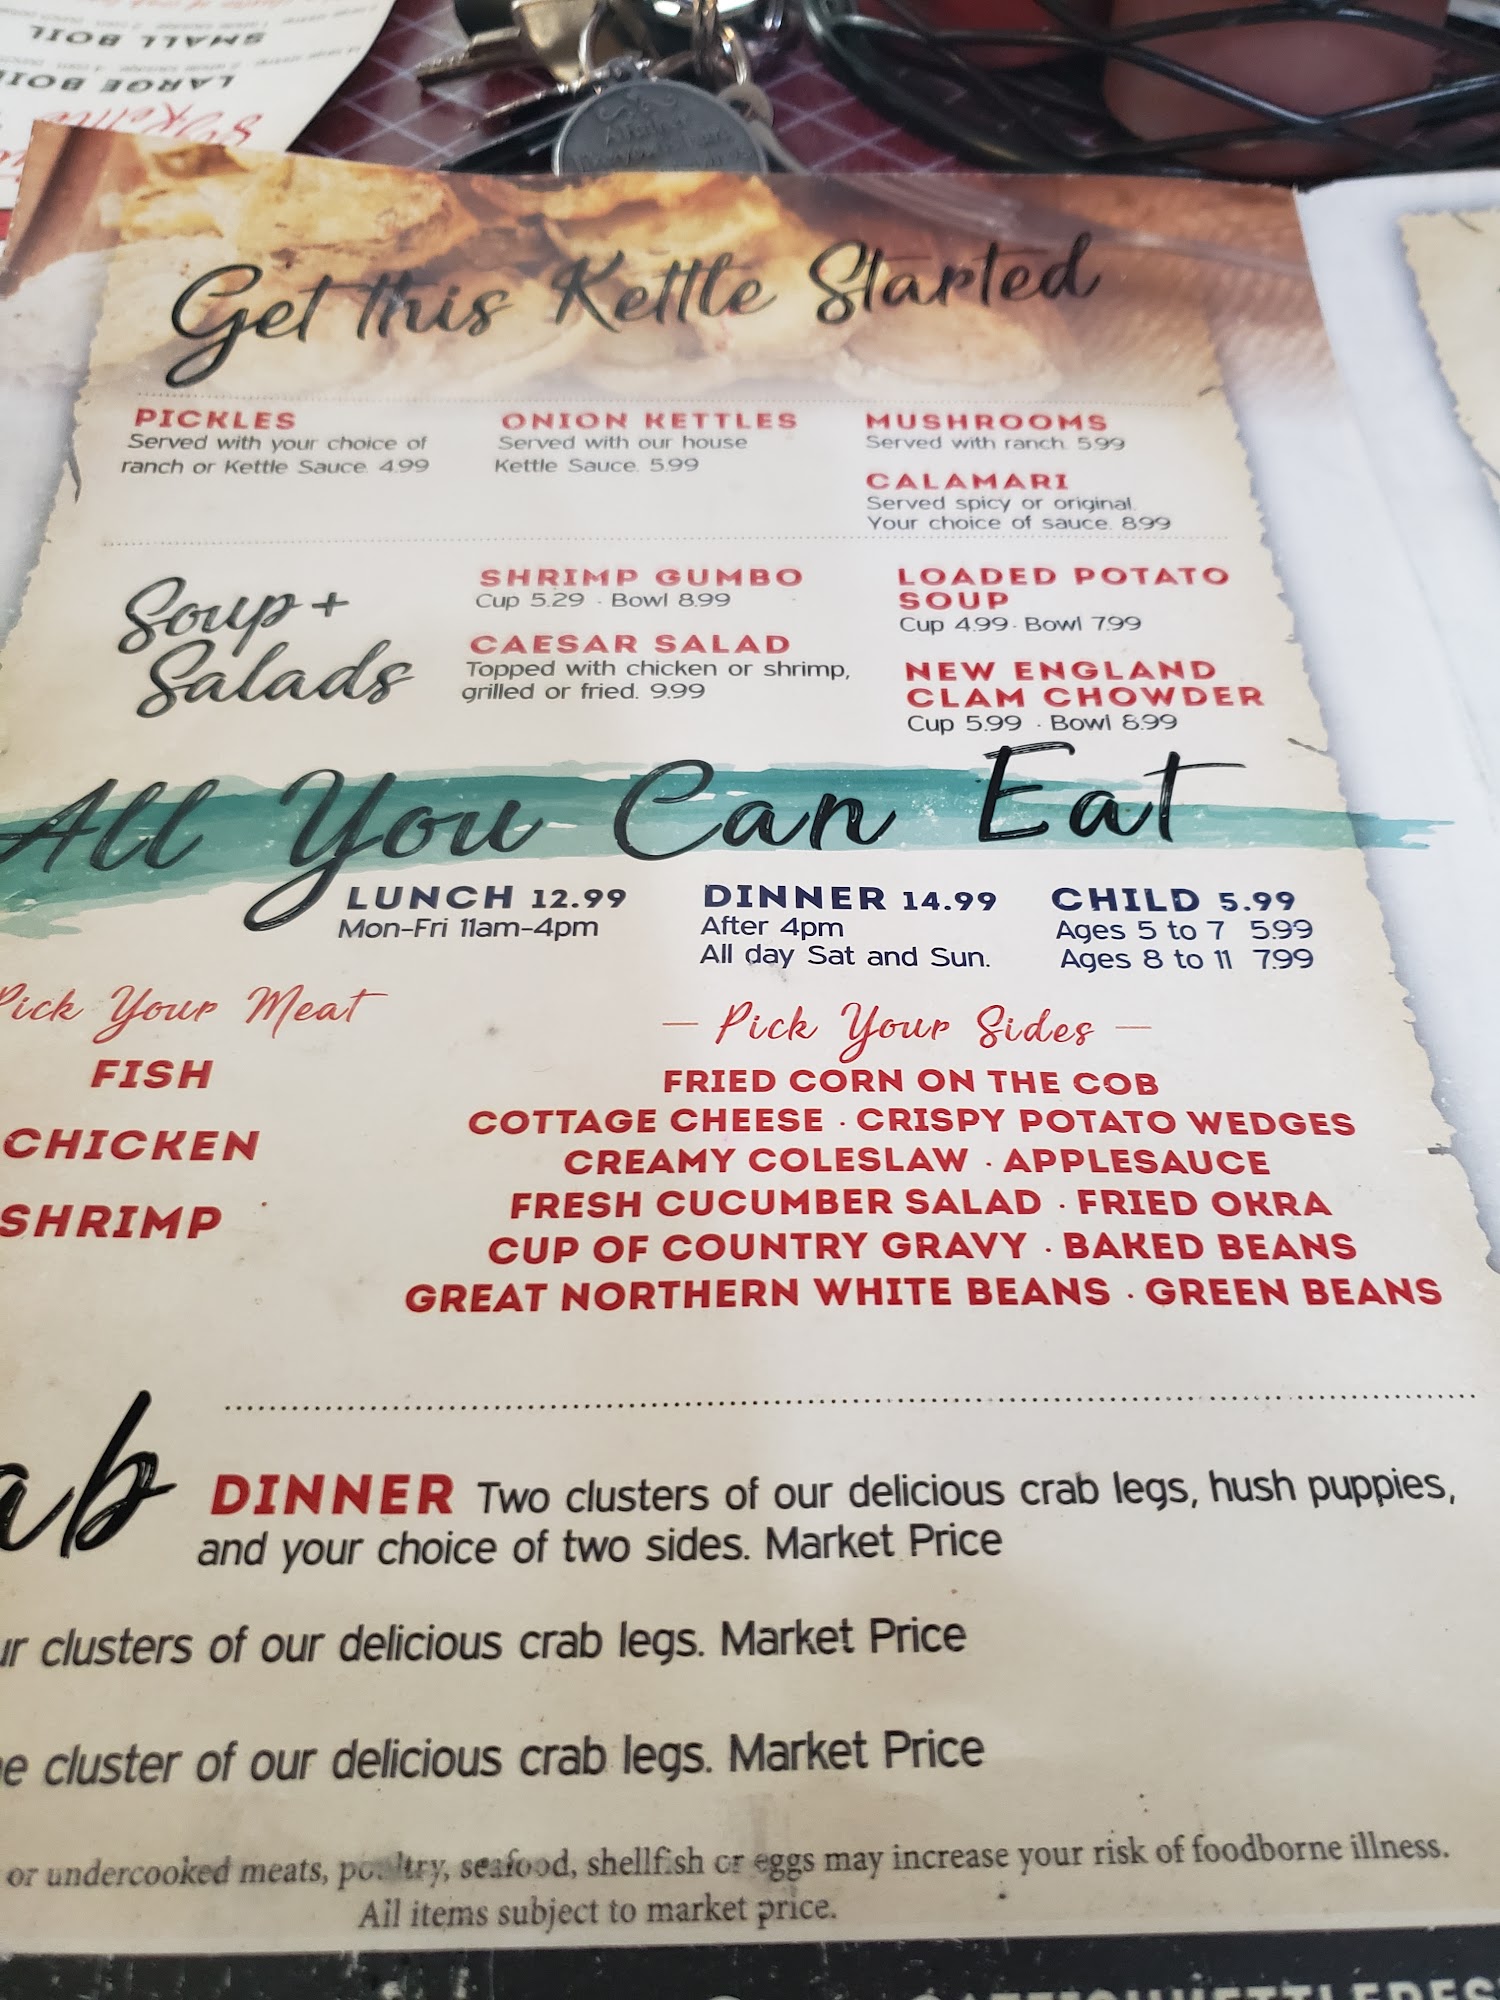 SMALL BOIL
LARGE BOIL
Get this Kettle Started
PICKLES
Served with your choice of
ranch or Kettle Sauce. 4.99
ONION KETTLES
Served with our house
Kettle Sauce. 5.99
MUSHROOMS
Served with ranch. 5.99
CALAMARI
Served spicy or original.
Your choice of sauce. 8.99
Soup +
Salads
SHRIMP GUMBO
Cup 5.29 · Bowl 8.99
CAESAR SALAD
Topped with chicken or shrimp,
grilled or fried. 9.99
LOADED POTATO
SOUP
Cup 4.99 · Bowl 7.99
NEW ENGLAND
CLAM CHOWDER
Cup 5.99 · Bowl 8.99
All You Can Eat
LUNCH 12.99
Mon-Fri 11am-4pm
DINNER 14.99
After 4pm
All day Sat and Sun.
CHILD 5.99
Ages 5 to 7 5.99
Ages 8 to 11 7.99
Pick Your Meat
FISH
CHICKEN
SHRIMP
— Pick Your Sides —
FRIED CORN ON THE COB
COTTAGE CHEESE · CRISPY POTATO WEDGES
CREAMY COLESLAW · APPLESAUCE
FRESH CUCUMBER SALAD · FRIED OKRA
CUP OF COUNTRY GRAVY · BAKED BEANS
GREAT NORTHERN WHITE BEANS · GREEN BEANS
ab
DINNER Two clusters of our delicious crab legs, hush puppies,
and your choice of two sides. Market Price
ur clusters of our delicious crab legs. Market Price
e cluster of our delicious crab legs. Market Price
or undercooked meats, poultry, seafood, shellfish or eggs may increase your risk of foodborne illness.
All items subject to market price.